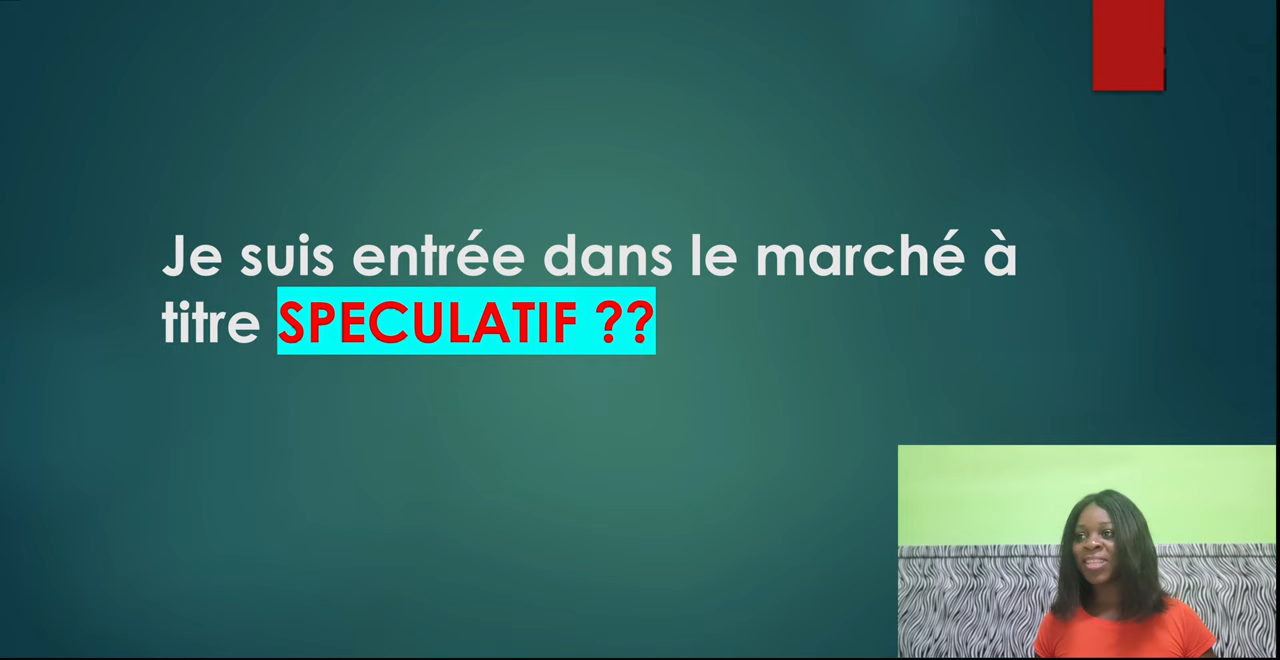 Je suis entrée dans le marché à
titre SPECULATIF ??